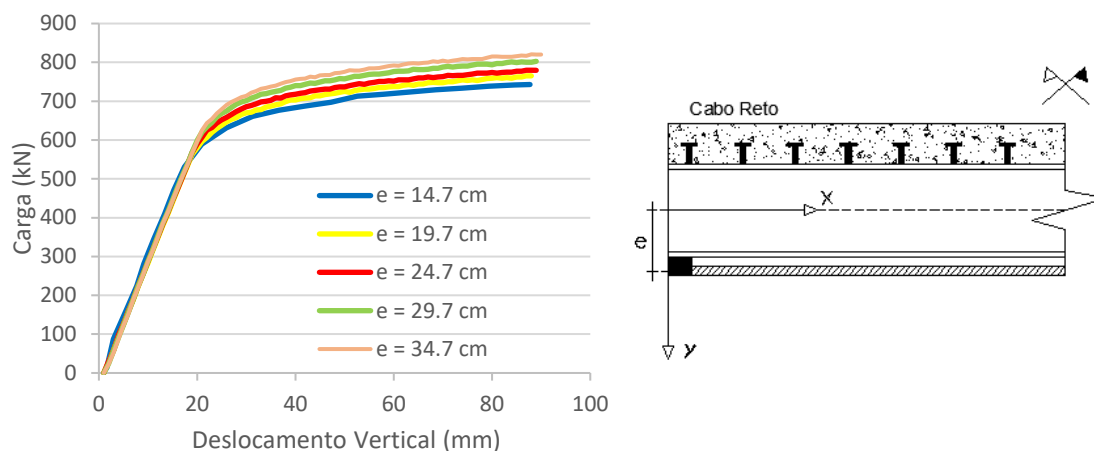 900
800
700
600
500
400
300
200
100
0
Carga (kN)
e = 14.7 cm
e = 19.7 cm
e = 24.7 cm
e = 29.7 cm
e = 34.7 cm
0 20 40 60 80 100
Deslocamento Vertical (mm)
Cabo Reto
X
e
y